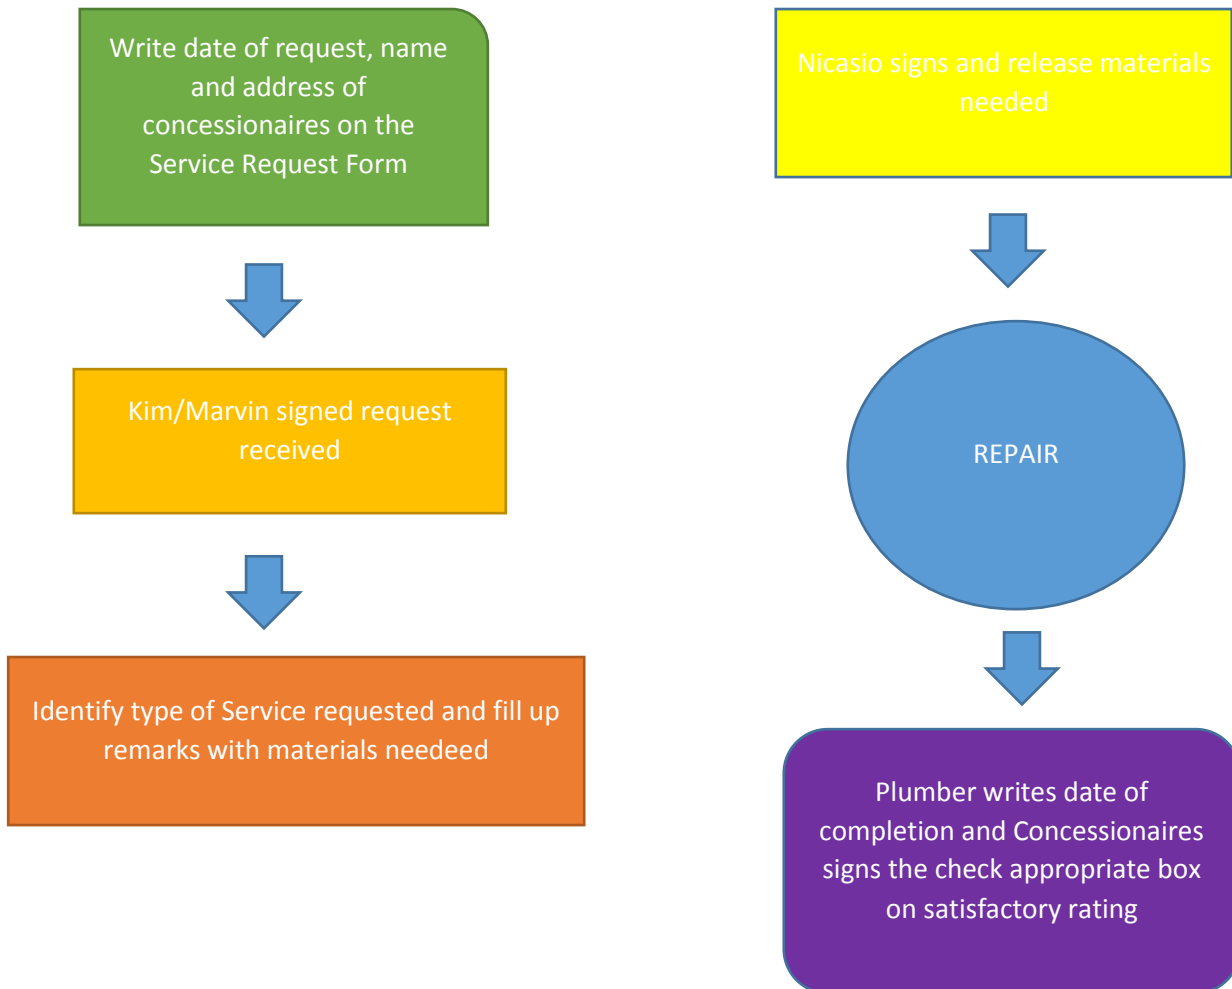 Write date of request, name
and address of
concessionaires on the
Service Request Form
Kim/Marvin signed request
received
Identify type of Service requested and fill up
remarks with materials needeed
Nicasio signs and release materials
needed
REPAIR
Plumber writes date of
completion and Concessionaires
signs the check appropriate box
on satisfactory rating